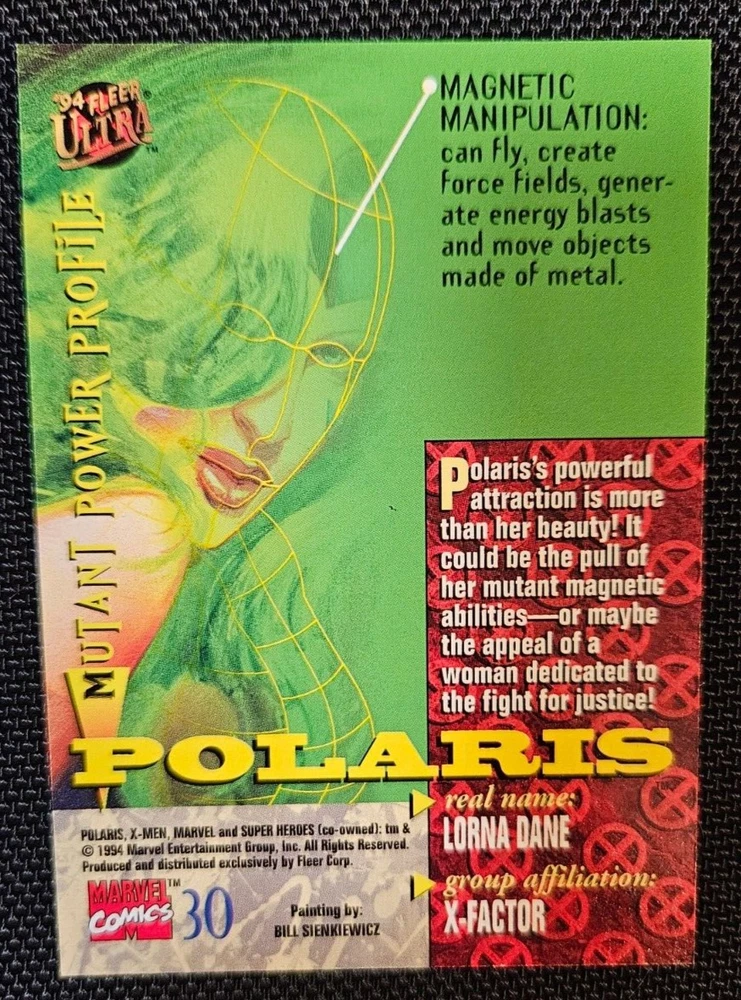 '94 FLEER
ULTRA™
MUTANT POWER PROFILE
MAGNETIC
MANIPULATION:
can fly, create
force fields, gener-
ate energy blasts
and move objects
made of metal.
Polaris's powerful
attraction is more
than her beauty! It
could be the pull of
her mutant magnetic
abilities—or maybe
the appeal of a
woman dedicated to
the fight for justice!
POLARIS
real name:
LORNA DANE
group affiliation:
X-FACTOR
POLARIS, X-MEN, MARVEL and SUPER HEROES (co-owned): tm &
© 1994 Marvel Entertainment Group, Inc. All Rights Reserved.
Produced and distributed exclusively by Fleer Corp.
MARVEL™
COMICS
M
30
Painting by:
BILL SIENKIEWICZ